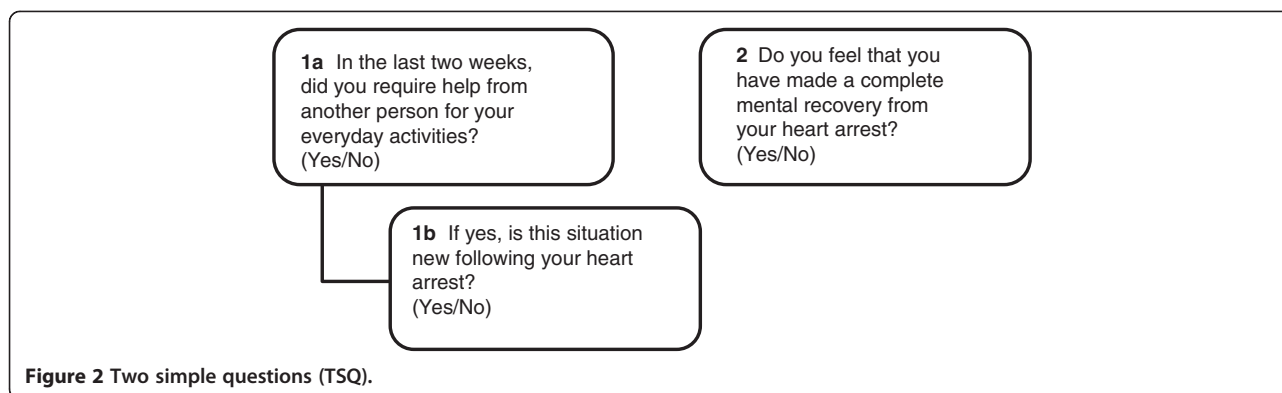 1a In the last two weeks,
did you require help from
another person for your
everyday activities?
(Yes/No)
2 Do you feel that you
have made a complete
mental recovery from
your heart arrest?
(Yes/No)
1b If yes, is this situation
new following your heart
arrest?
(Yes/No)
Figure 2 Two simple questions (TSQ).